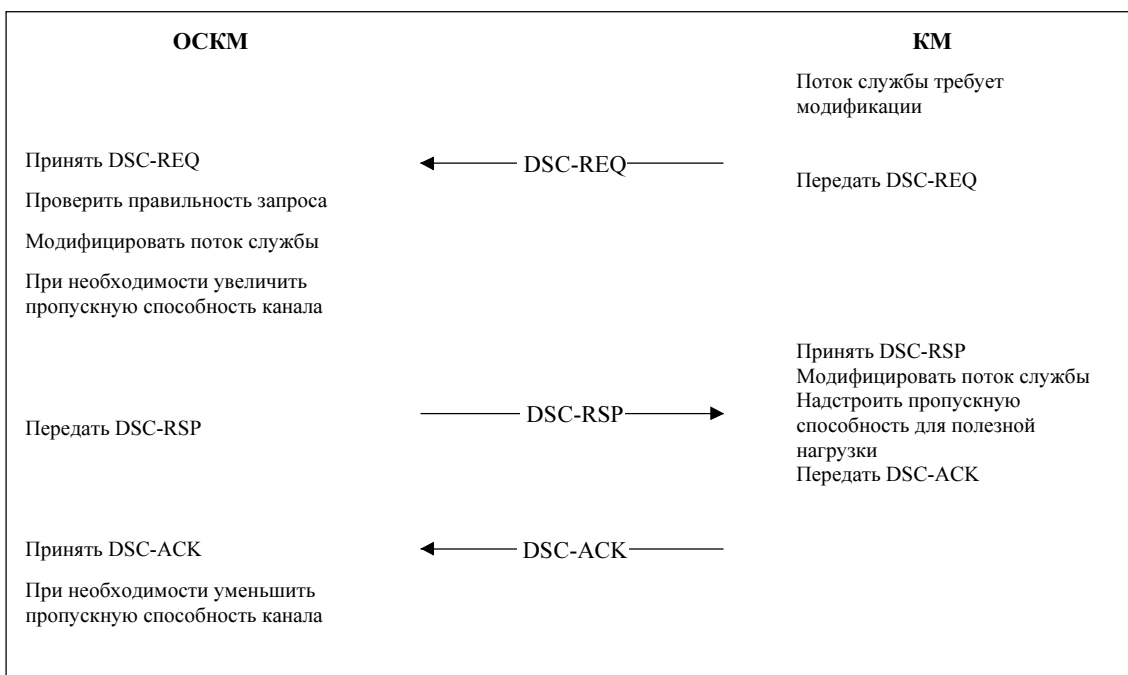 ОСКМ
КМ
Поток службы требует
модификации
Принять DSC-REQ
DSC-REQ
Передать DSC-REQ
Проверить правильность запроса
Модифицировать поток службы
При необходимости увеличить
пропускную способность канала
Принять DSC-RSP
Модифицировать поток службы
Надстроить пропускную
способность для полезной
нагрузки
Передать DSC-ACK
DSC-RSP
Передать DSC-RSP
Принять DSC-ACK
DSC-ACK
При необходимости уменьшить
пропускную способность канала